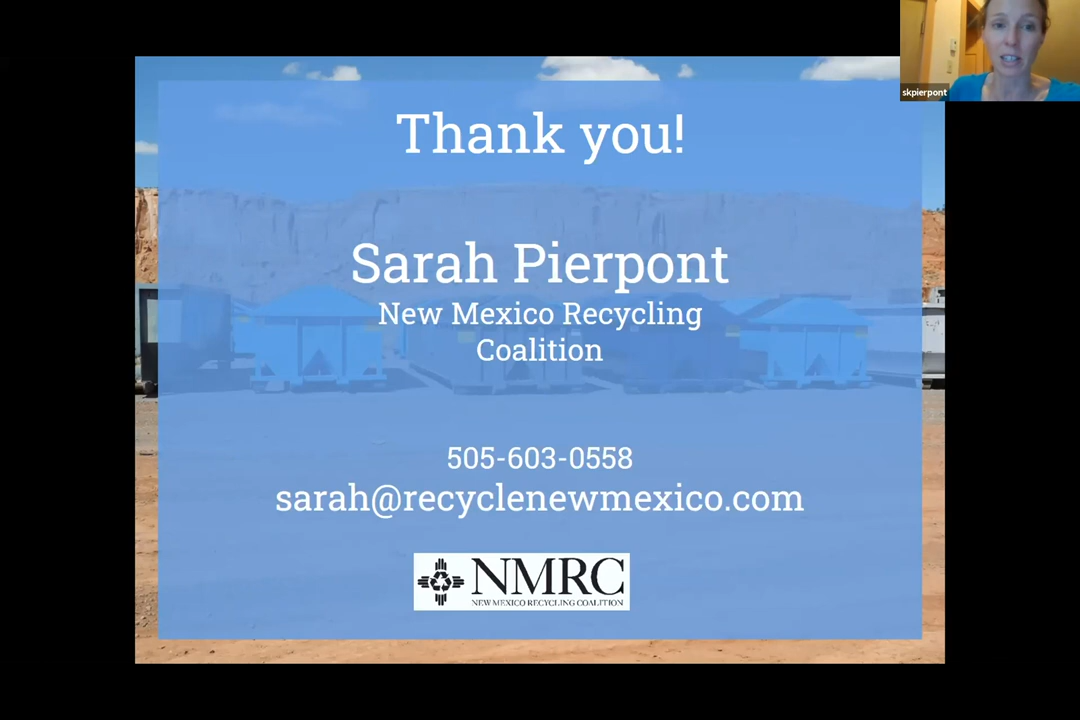 skpierpont
Thank you!
Sarah Pierpont
New Mexico Recycling
Coalition
505-603-0558
sarah@recyclenewmexico.com
NMRC
NEW MEXICO RECYCLING COALITION